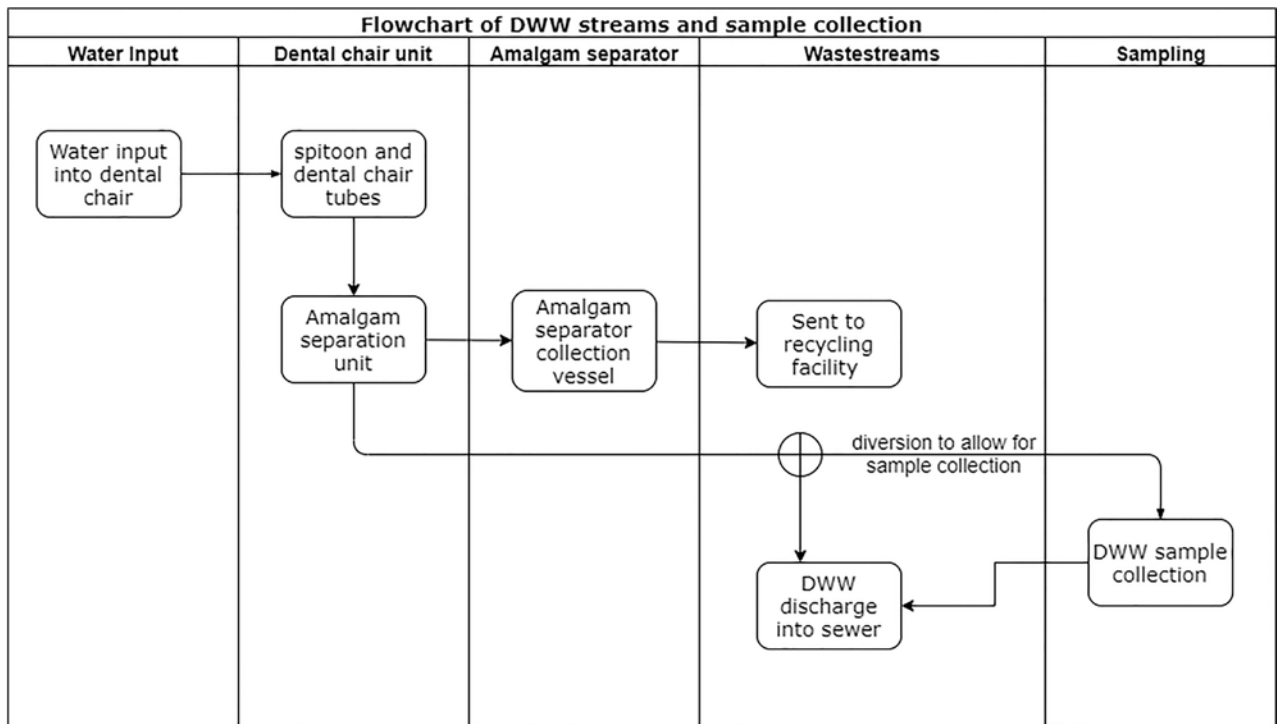 Flowchart of DWW streams and sample collection
Water Input
Dental chair unit
Amalgam separator
Wastestreams
Sampling
Water input
into dental
chair
spitoon and
dental chair
tubes
Amalgam
separation
unit
Amalgam
separator
collection
vessel
Sent to
recycling
facility
diversion to allow for
sample collection
DWW sample
collection
DWW
discharge
into sewer